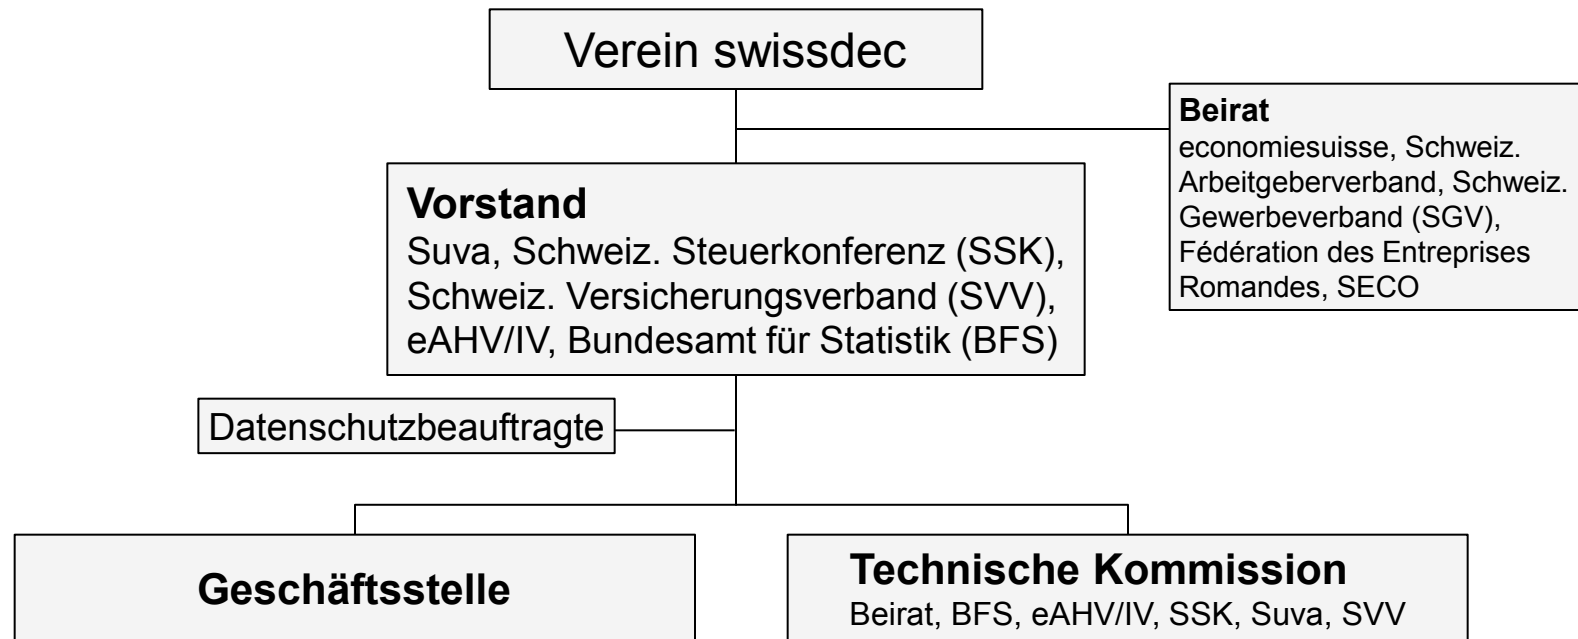 Verein swissdec
Beirat
economiesuisse, Schweiz.
Arbeitgeberverband, Schweiz.
Gewerbeverband (SGV),
Fédération des Entreprises
Romandes, SECO
Vorstand
Suva, Schweiz. Steuerkonferenz (SSK),
Schweiz. Versicherungsverband (SVV),
eAHV/IV, Bundesamt für Statistik (BFS)
Datenschutzbeauftragte
Geschäftsstelle
Technische Kommission
Beirat, BFS, eAHV/IV, SSK, Suva, SVV